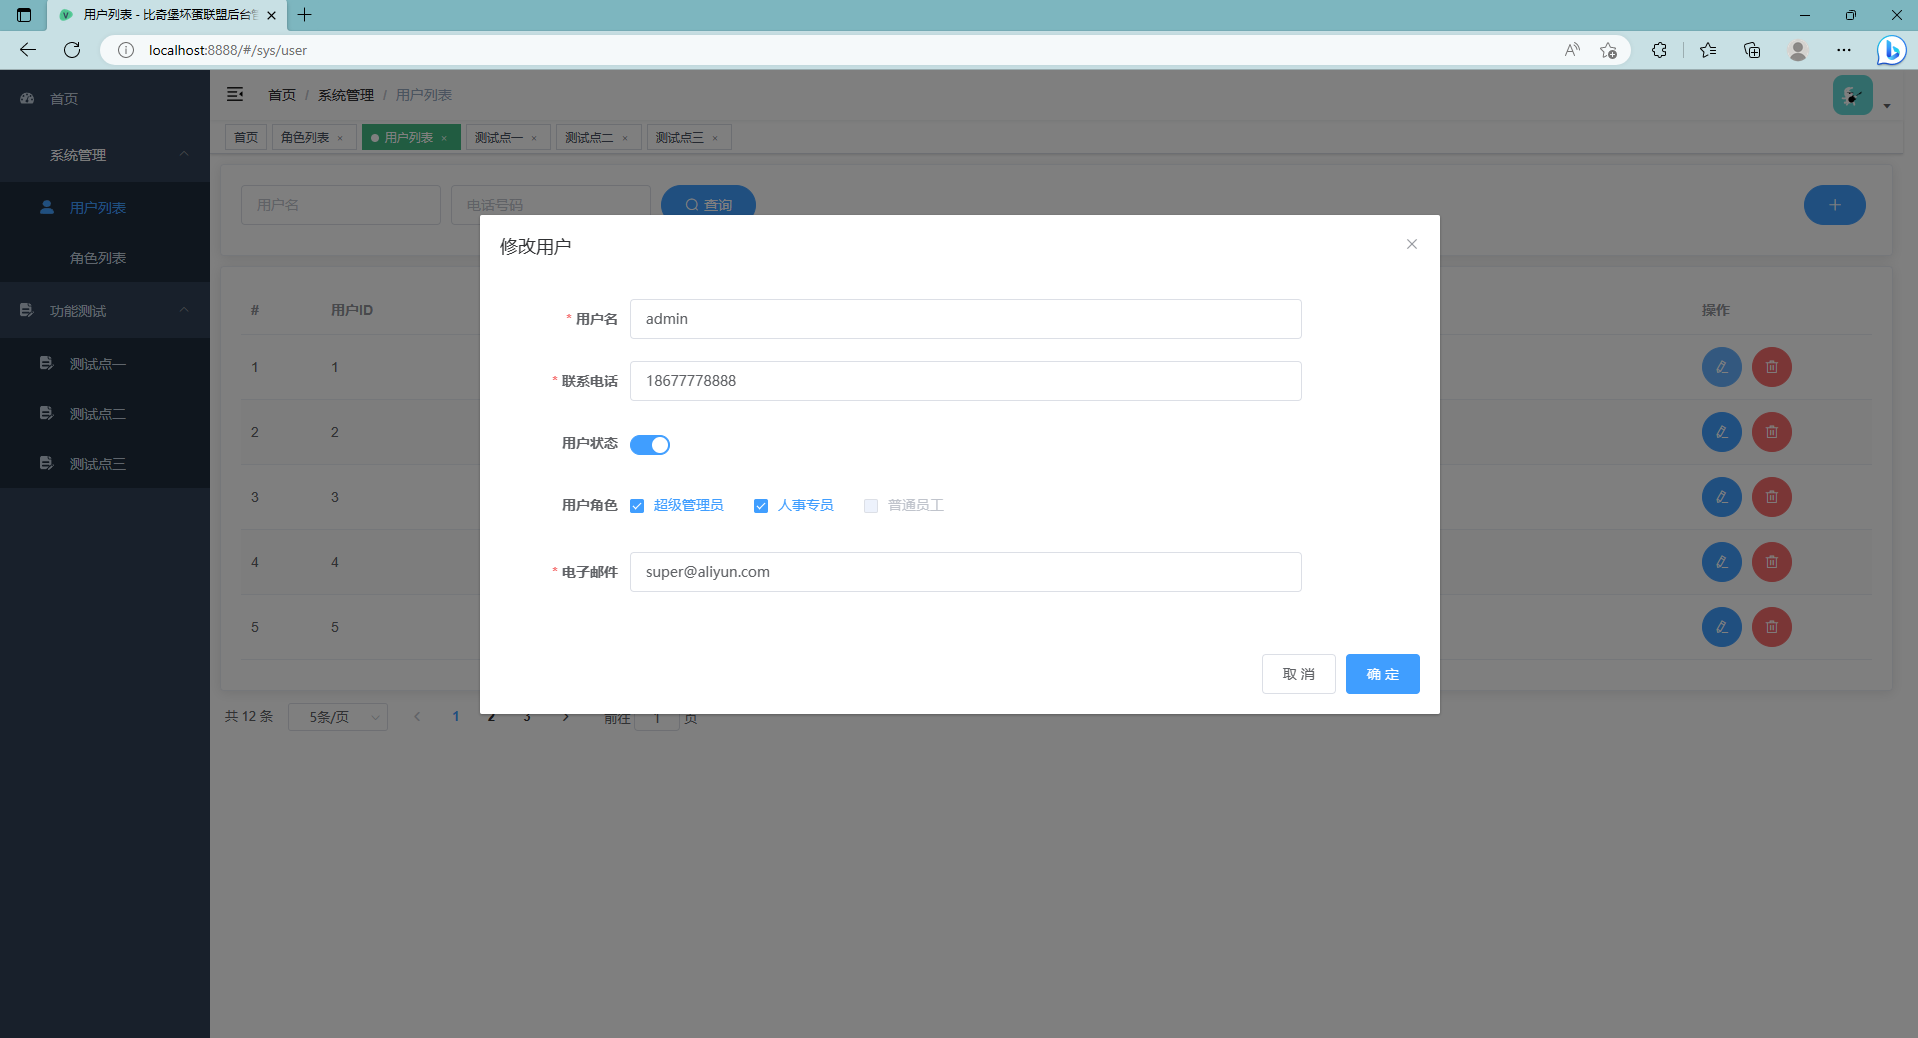 用户列表 - 比奇堡坏蛋联盟后台
localhost:8888/#/sys/user
首页
系统管理
用户列表
角色列表
功能测试
测试点一
测试点二
测试点三
首页 / 系统管理 / 用户列表
首页 角色列表 × 用户列表 × 测试点一 × 测试点二 × 测试点三 ×
用户名 电话号码 查询
# 用户ID 操作
1 1
2 2
3 3
4 4
5 5
共 12 条 5条/页 1 2 3 前往 1 页
修改用户
* 用户名 admin
* 联系电话 18677778888
用户状态
用户角色 超级管理员 人事专员 普通员工
* 电子邮件 super@aliyun.com
取 消 确 定